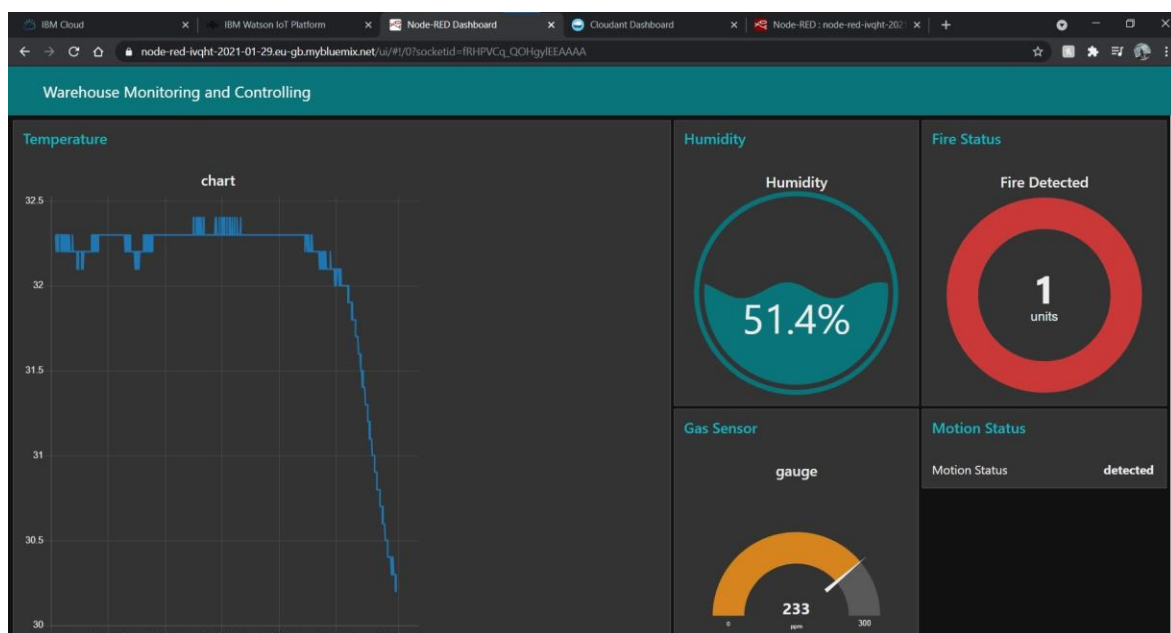 IBM Cloud
IBM Watson IoT Platform
Node-RED Dashboard
Cloudant Dashboard
Node-RED : node-red-ivqht-2021
node-red-ivqht-2021-01-29.eu-gb.mybluemix.net/ui/#!/0?socketid=fRHPVCq_QOHgylEEAAAA
Warehouse Monitoring and Controlling
Temperature
chart
32.5
32
31.5
31
30.5
30
Humidity
Humidity
51.4%
Fire Status
Fire Detected
1
units
Gas Sensor
gauge
233
ppm
0
300
Motion Status
Motion Status detected